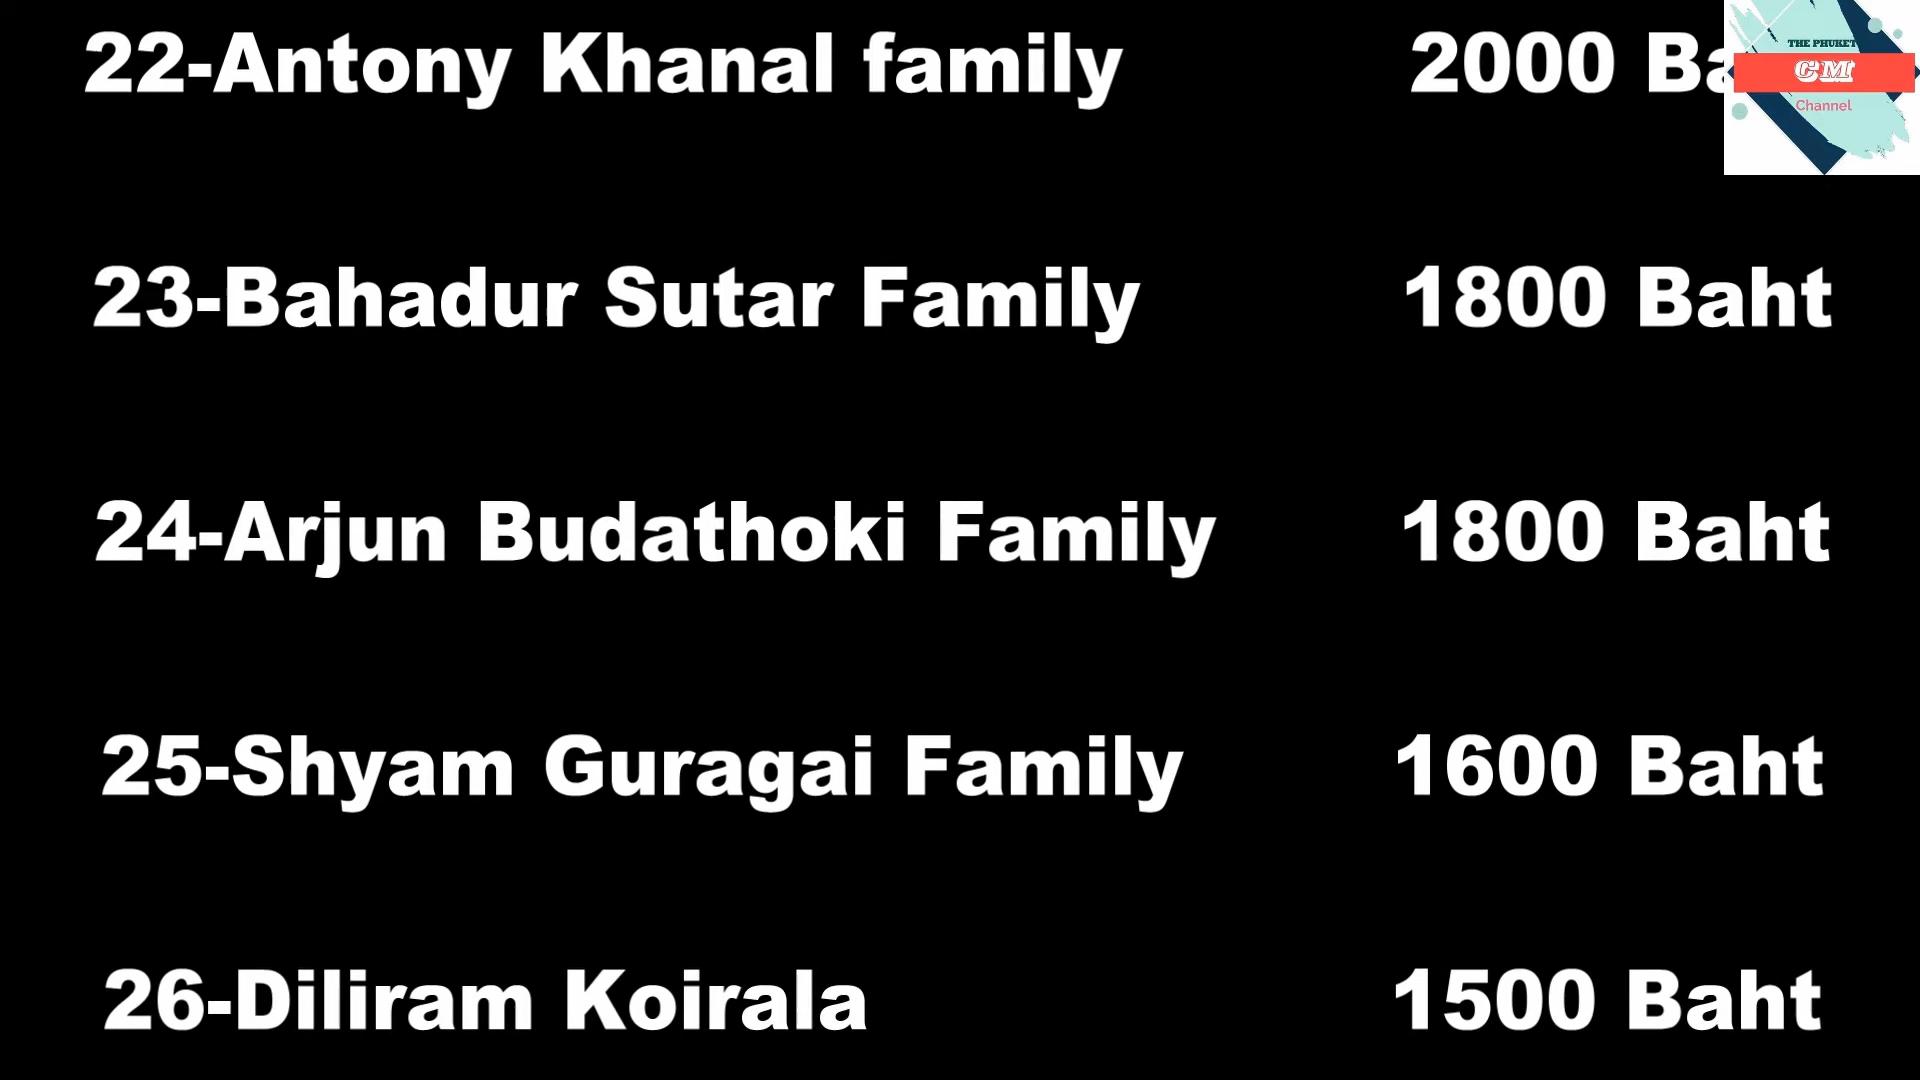 22-Antony Khanal family 2000 Ba
23-Bahadur Sutar Family 1800 Baht
24-Arjun Budathoki Family 1800 Baht
25-Shyam Guragai Family 1600 Baht
26-Diliram Koirala 1500 Baht
THE PHUKET
CM
Channel